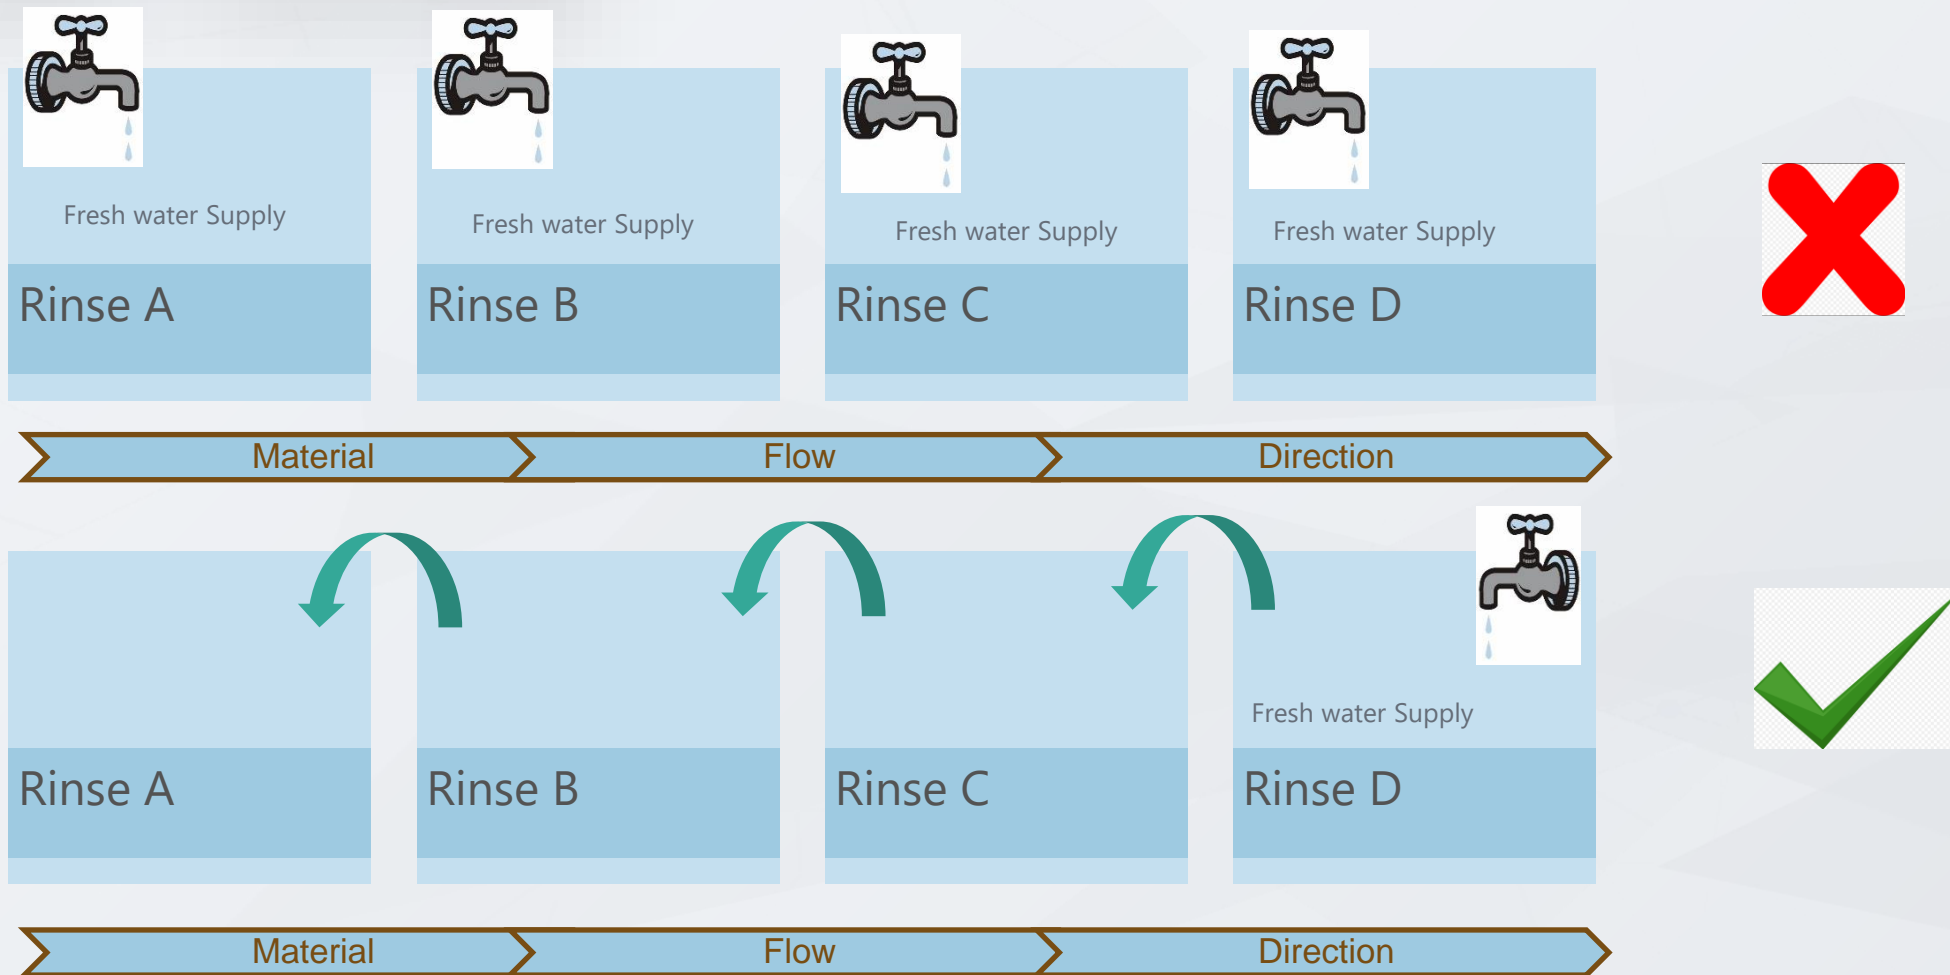 Fresh water Supply
Fresh water Supply
Fresh water Supply
Fresh water Supply
Rinse A
Rinse B
Rinse C
Rinse D
Material
Flow
Direction
Fresh water Supply
Rinse A
Rinse B
Rinse C
Rinse D
Material
Flow
Direction